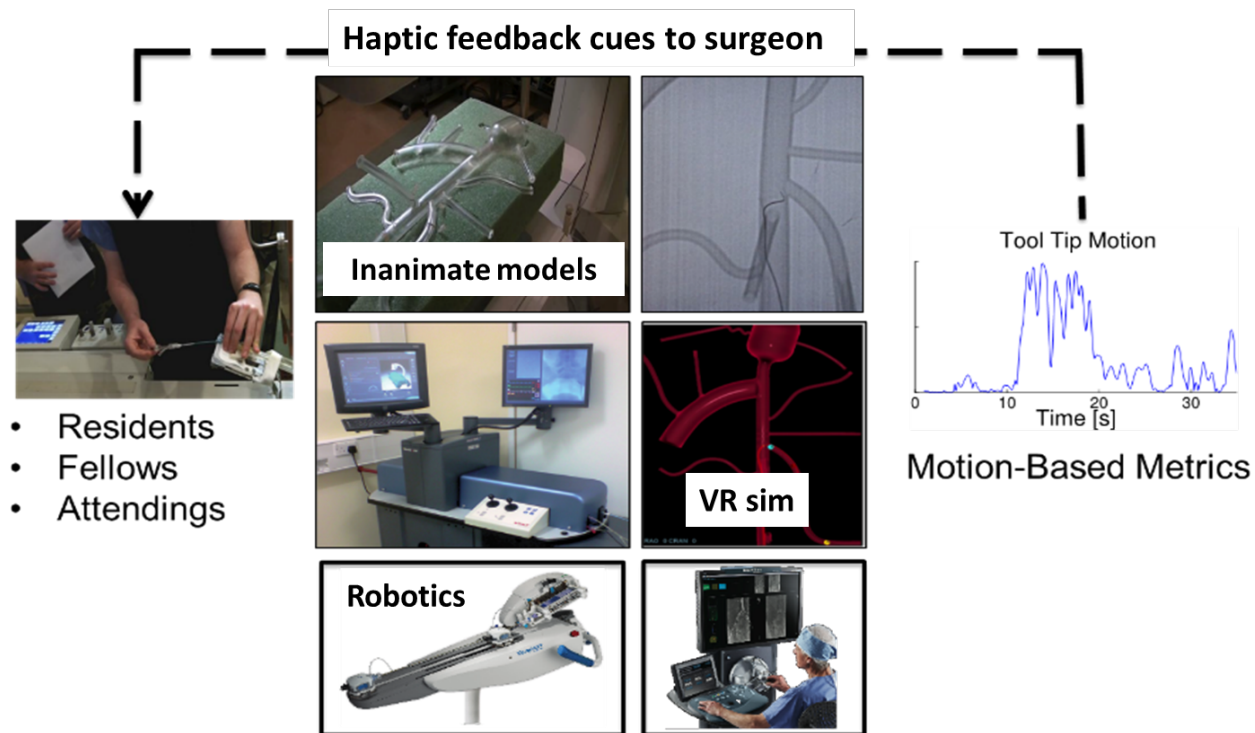 Haptic feedback cues to surgeon
Inanimate models
Tool Tip Motion
0 10 20 30
Time [s]
Motion-Based Metrics
• Residents
• Fellows
• Attendings
VR sim
Robotics